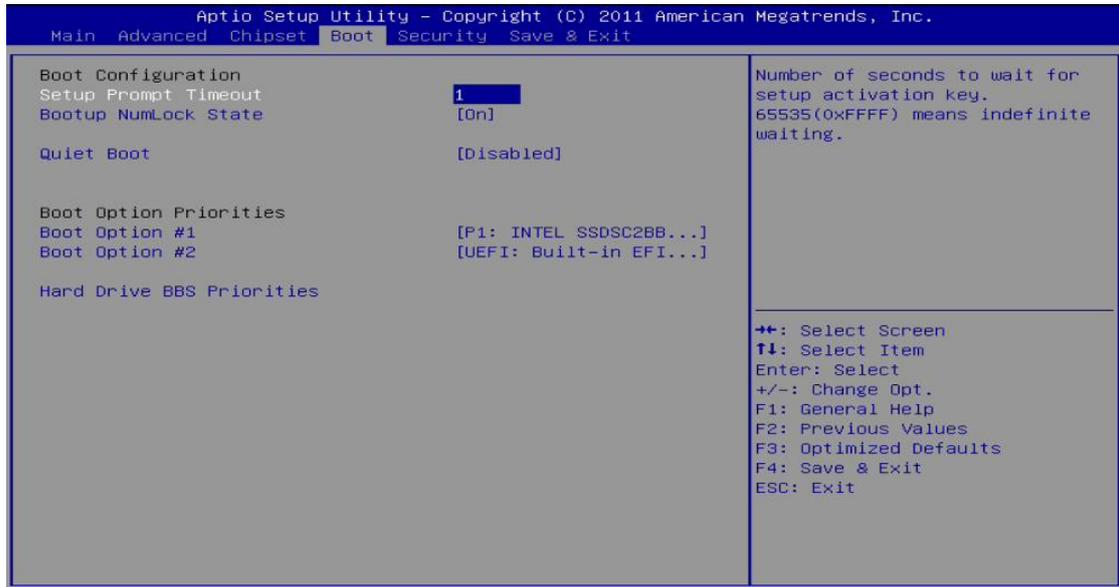 Aptio Setup Utility – Copyright (C) 2011 American Megatrends, Inc.
Main Advanced Chipset Boot Security Save & Exit
Boot Configuration
Setup Prompt Timeout 1
Bootup NumLock State [On]
Quiet Boot [Disabled]
Boot Option Priorities
Boot Option #1 [P1: INTEL SSDSC2BB...]
Boot Option #2 [UEFI: Built-in EFI...]
Hard Drive BBS Priorities
Number of seconds to wait for
setup activation key.
65535(0xFFFF) means indefinite
waiting.
→←: Select Screen
↑↓: Select Item
Enter: Select
+/-: Change Opt.
F1: General Help
F2: Previous Values
F3: Optimized Defaults
F4: Save & Exit
ESC: Exit